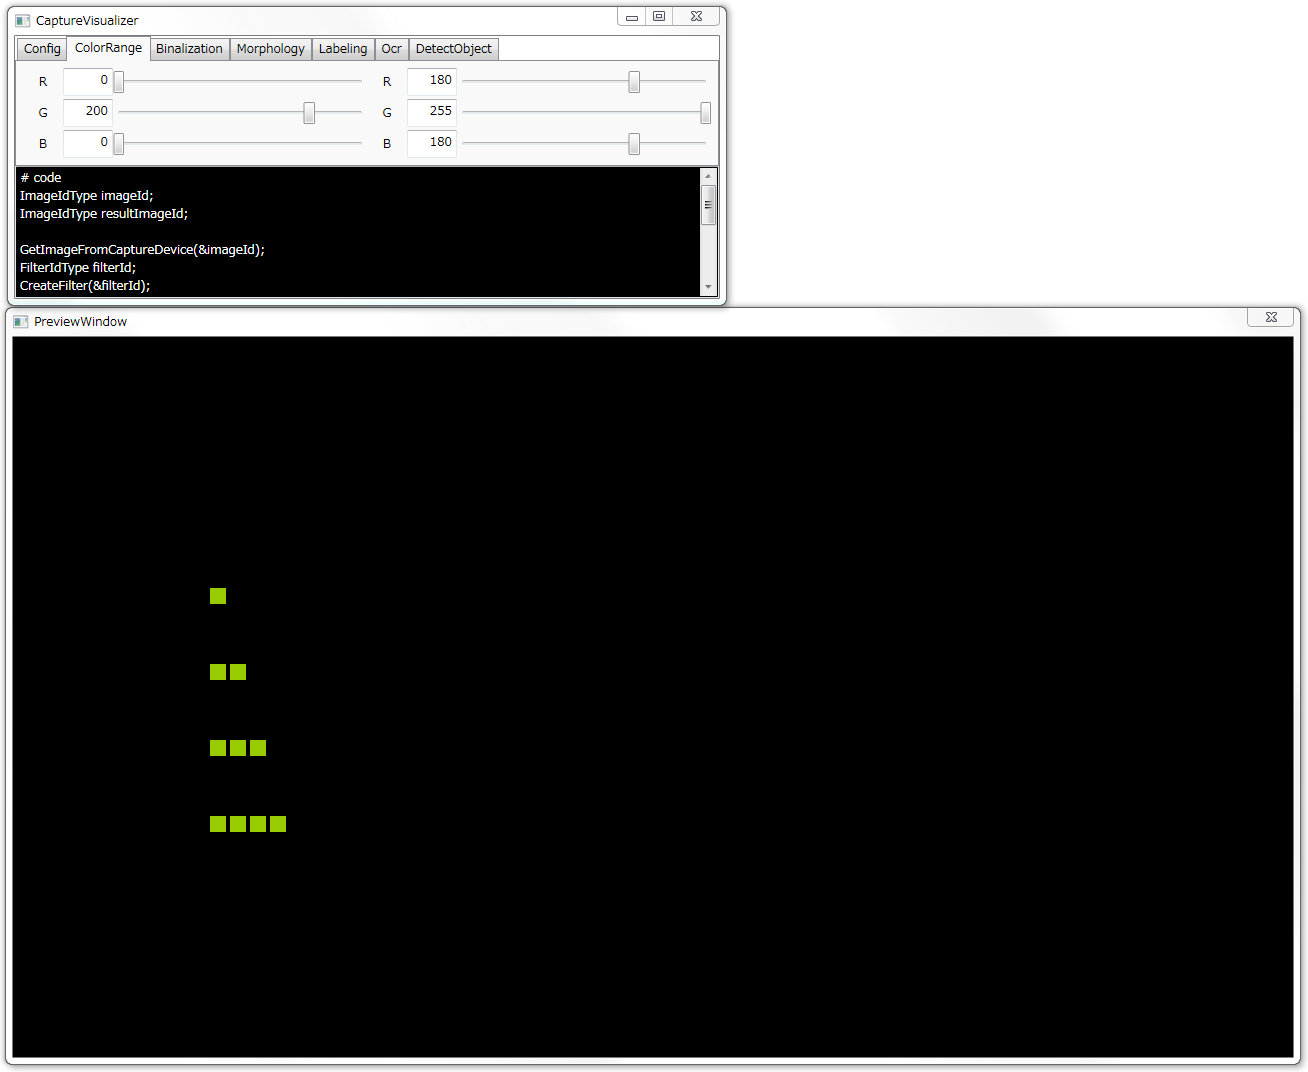 CaptureVisualizer
Config ColorRange Binalization Morphology Labeling Ocr DetectObject
R 0 R 180
G 200 G 255
B 0 B 180
# code
ImageIdType imageId;
ImageIdType resultImageId;
GetImageFromCaptureDevice(&imageId);
FilterIdType filterId;
CreateFilter(&filterId);
PreviewWindow